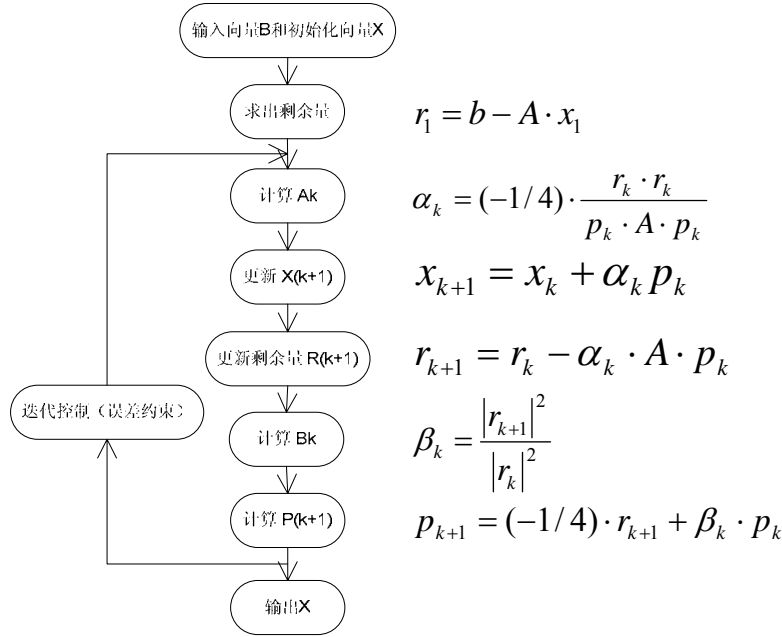 输入向量B和初始化向量X
求出剩余量
r_1 = b − A · x_1
计算 Ak
α_k = (−1/4) · \frac{r_k · r_k}{p_k · A · p_k}
更新 X(k+1)
x_{k+1} = x_k + α_k p_k
更新剩余量 R(k+1)
r_{k+1} = r_k − α_k · A · p_k
迭代控制（误差约束）
计算 Bk
β_k = \frac{|r_{k+1}|^2}{|r_k|^2}
计算 P(k+1)
p_{k+1} = (−1/4) · r_{k+1} + β_k · p_k
输出X